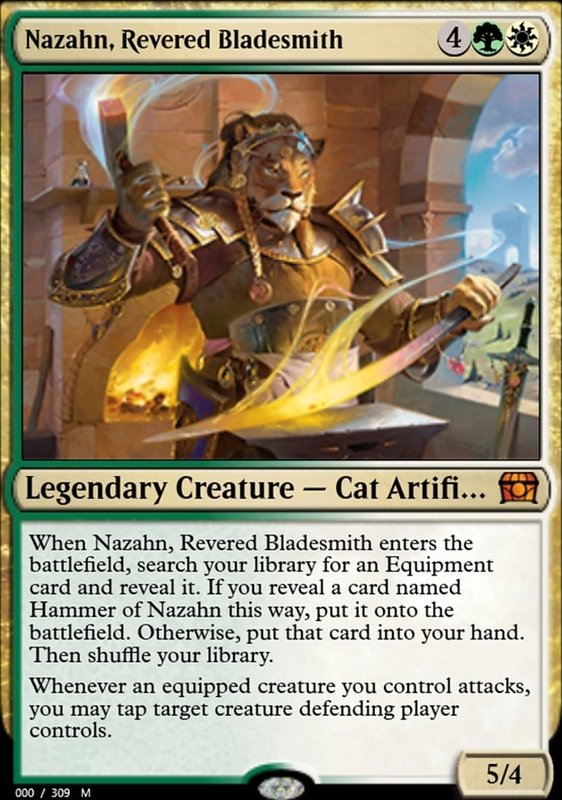 Nazahn, Revered Bladesmith 4
Legendary Creature — Cat Artifi...
When Nazahn, Revered Bladesmith enters the
battlefield, search your library for an Equipment
card and reveal it. If you reveal a card named
Hammer of Nazahn this way, put it onto the
battlefield. Otherwise, put that card into your hand.
Then shuffle your library.
Whenever an equipped creature you control attacks,
you may tap target creature defending player
controls.
5/4
000 / 309 M